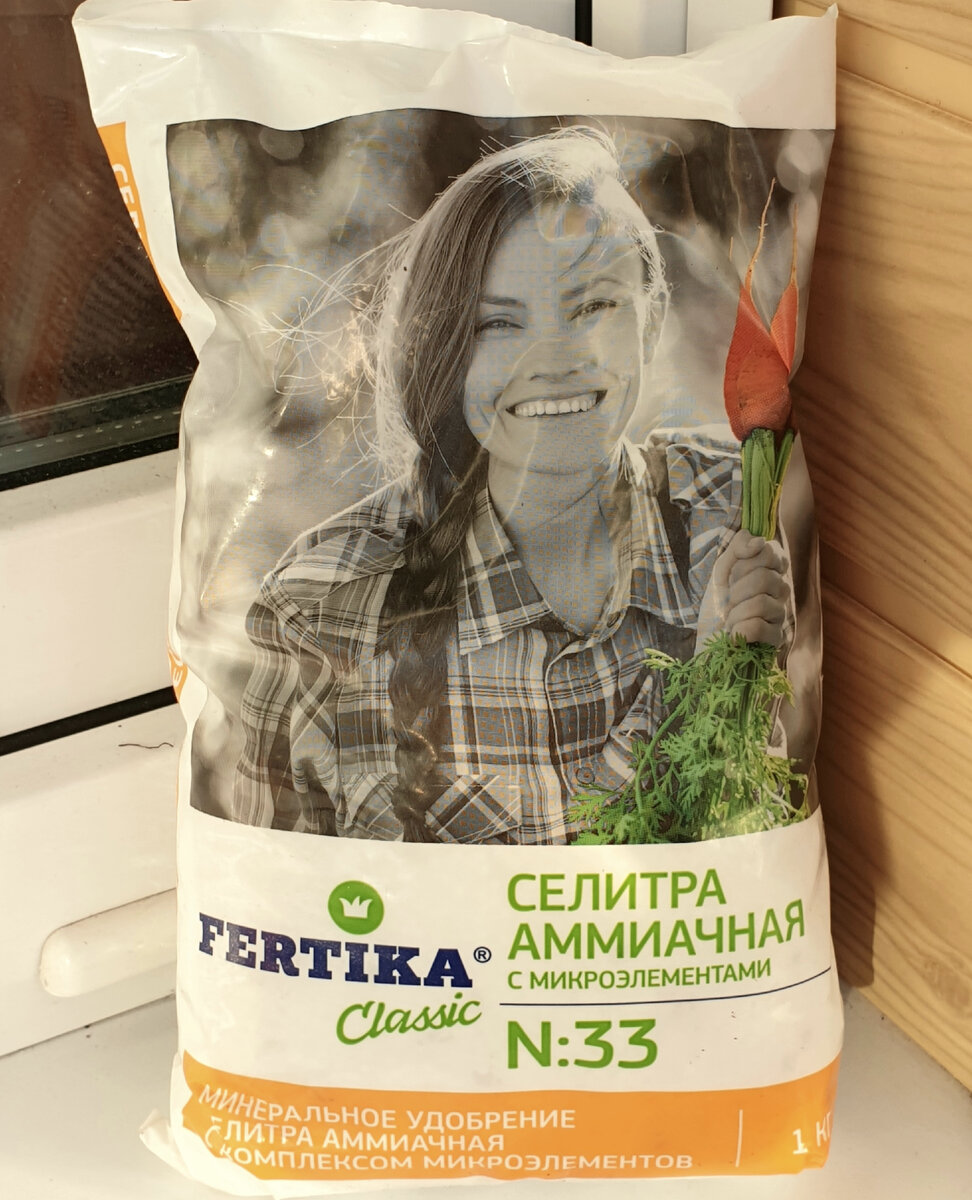 FERTIKA®
Classic
СЕЛИТРА
АММИАЧНАЯ
С МИКРОЭЛЕМЕНТАМИ
N:33
МИНЕРАЛЬНОЕ УДОБРЕНИЕ
СЕЛИТРА АММИАЧНАЯ
С КОМПЛЕКСОМ МИКРОЭЛЕМЕНТОВ
1 КГ